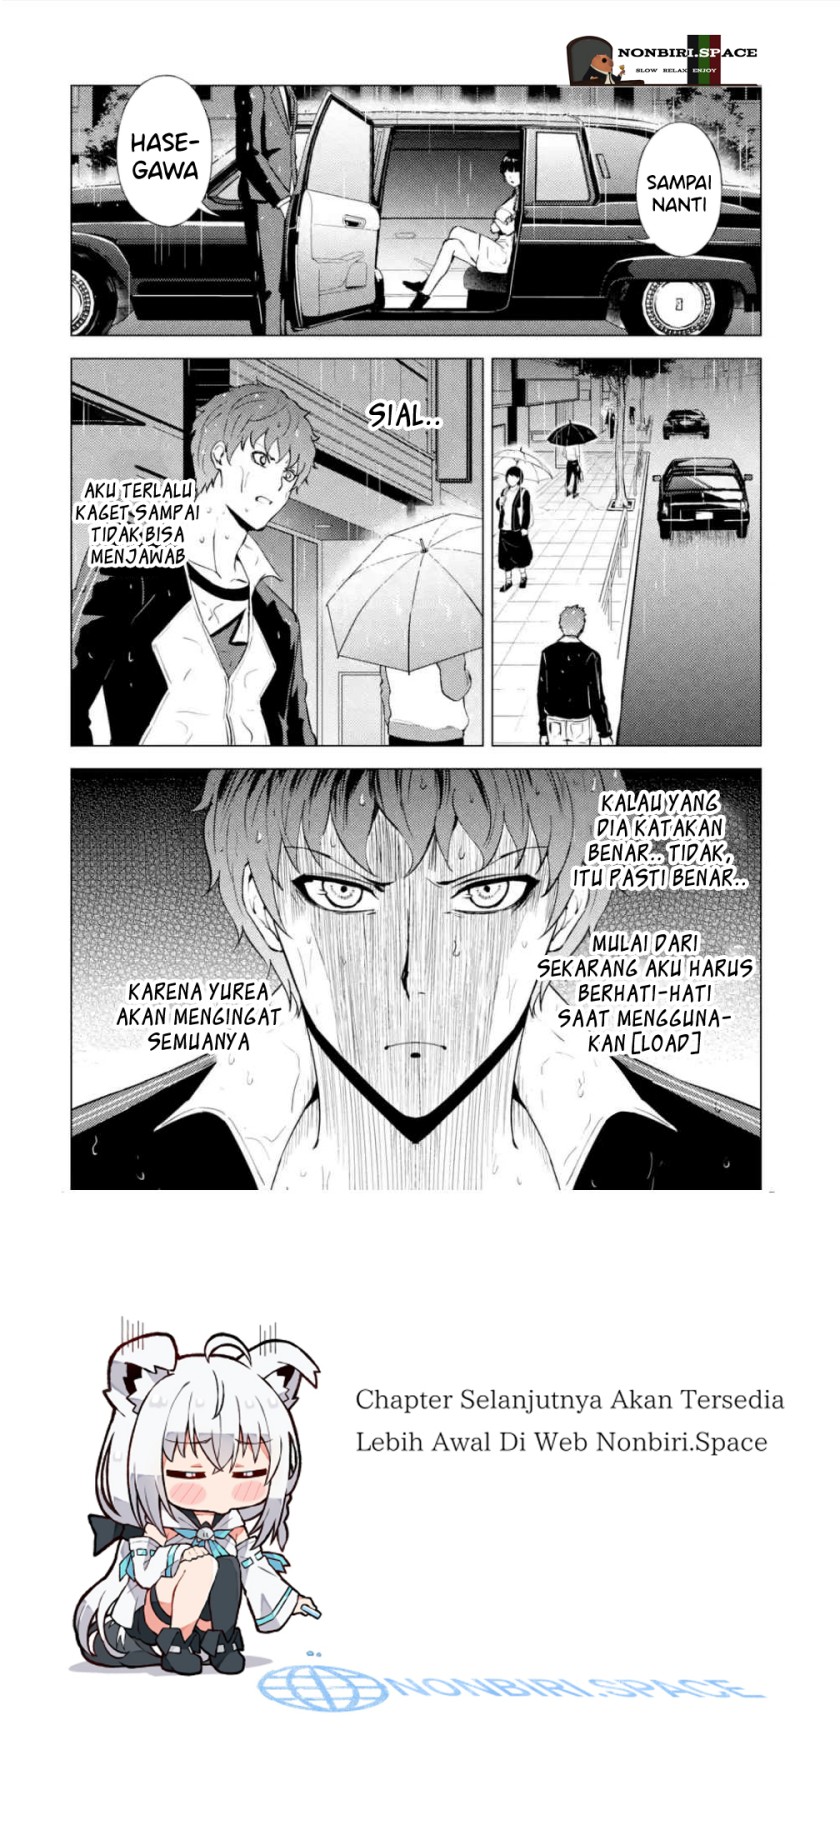 NONBIRI.SPACE
SLOW RELAX ENJOY
HASE-
GAWA
SAMPAI
NANTI
SIAL..
AKU TERLALU
KAGET SAMPAI
TIDAK BISA
MENJAWAB
KALAU YANG
DIA KATAKAN
BENAR.. TIDAK,
ITU PASTI BENAR..
MULAI DARI
SEKARANG AKU HARUS
BERHATI-HATI
SAAT MENGGUNA-
KAN [LOAD]
KARENA YUREA
AKAN MENGINGAT
SEMUANYA
Chapter Selanjutnya Akan Tersedia
Lebih Awal Di Web Nonbiri.Space
NONBIRI.SPACE